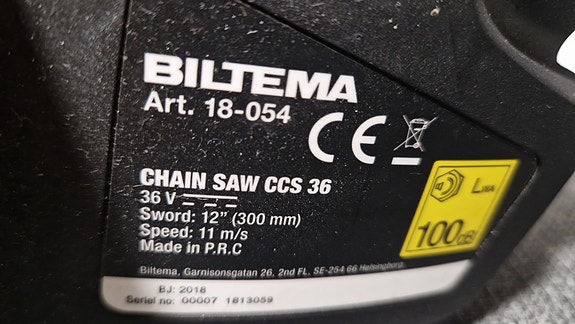 BILTEMA
Art. 18-054
CE
CHAIN SAW CCS 36
36 V
Sword: 12” (300 mm)
Speed: 11 m/s
Made in P.R.C
LWA
100dB
Biltema, Garnisonsgatan 26, 2nd FL, SE-254 66 Helsingborg.
BJ: 2018
Serial no: 00007 1813059